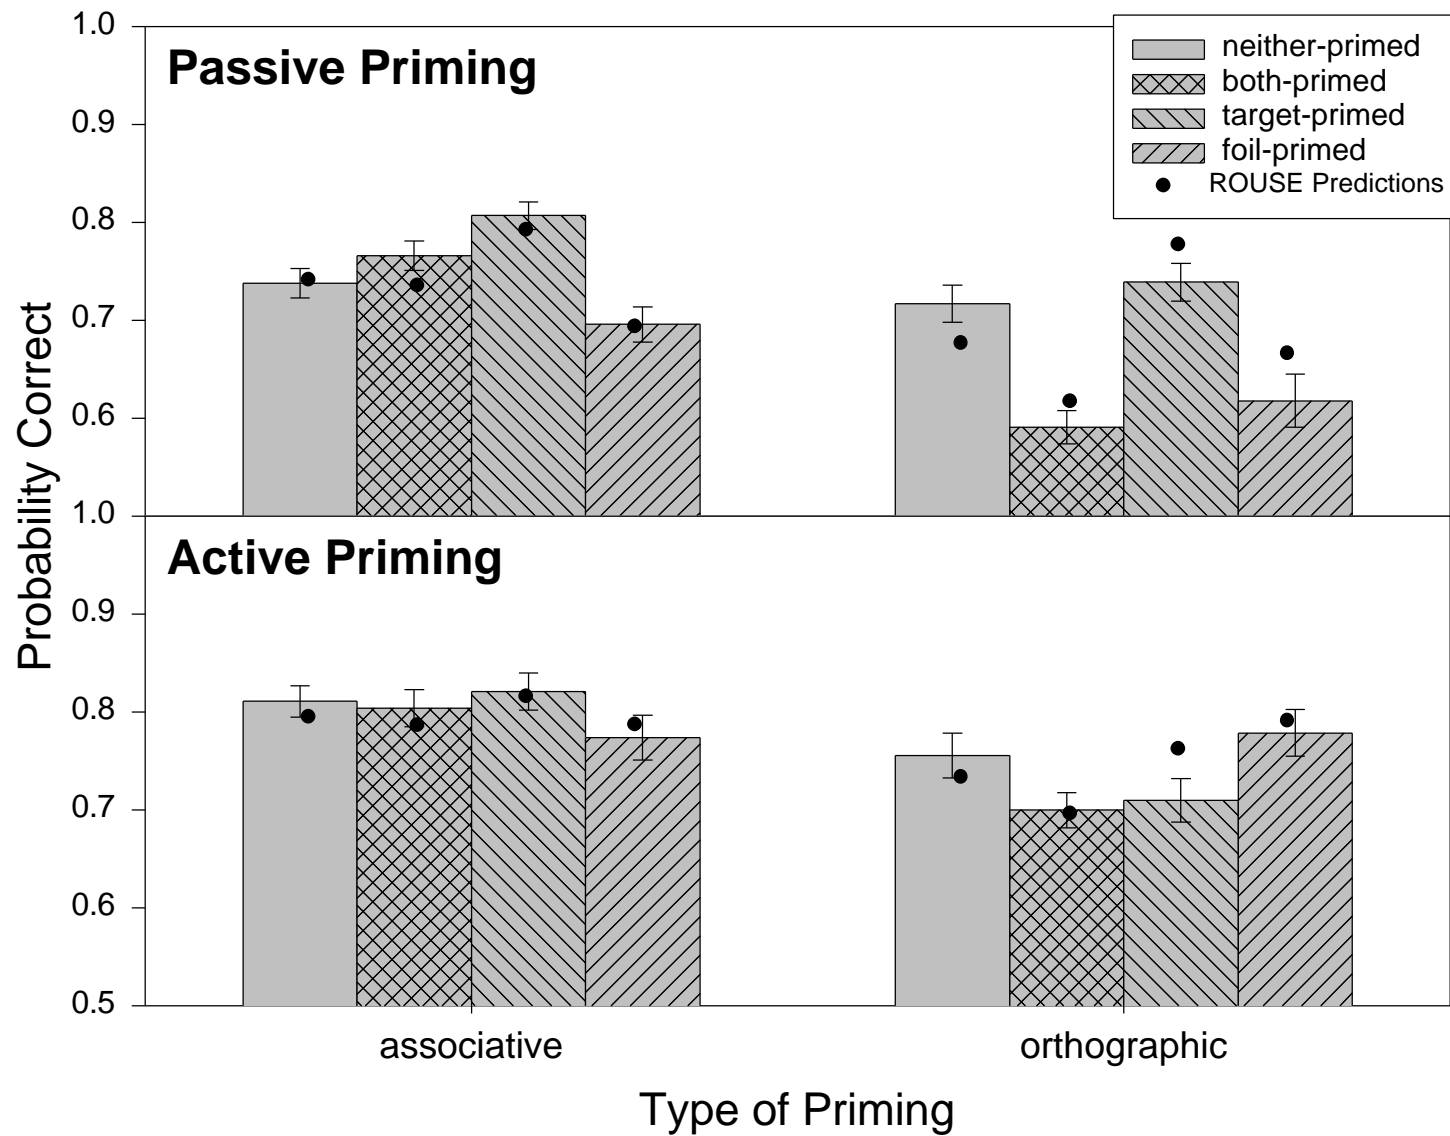 Passive Priming
neither-primed
both-primed
target-primed
foil-primed
ROUSE Predictions
1.0
0.9
0.8
0.7
0.6
1.0
Probability Correct
Active Priming
0.9
0.8
0.7
0.6
0.5
associative
orthographic
Type of Priming